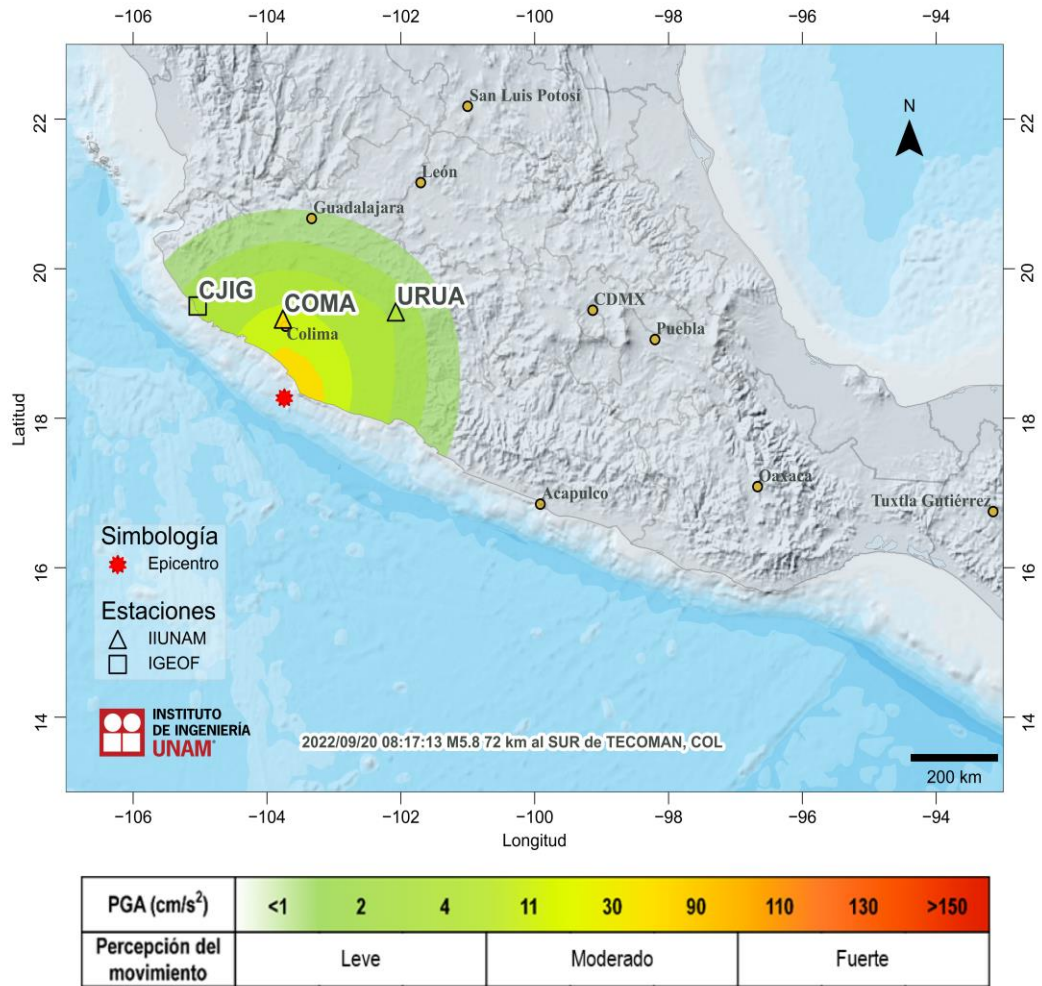 −106 −104 −102 −100 −98 −96 −94
San Luis Potosi
N
22 22
León
Guadalajara
20 20
CJIG
COMA
URUA
CDMX
Colima
Puebla
Latitud
18 18
Oaxaca
Acapulco
Tuxtla Gutiérrez
Simbología
Epicentro
16 16
Estaciones
IIUNAM
IGEOF
14 14
INSTITUTO
DE INGENIERÍA
UNAM
2022/09/20 08:17:13 M5.8 72 km al SUR de TECOMAN, COL
200 km
−106 −104 −102 −100 −98 −96 −94
Longitud
PGA (cm/s²) <1 2 4 11 30 90 110 130 >150
Percepción del
movimiento
Leve Moderado Fuerte